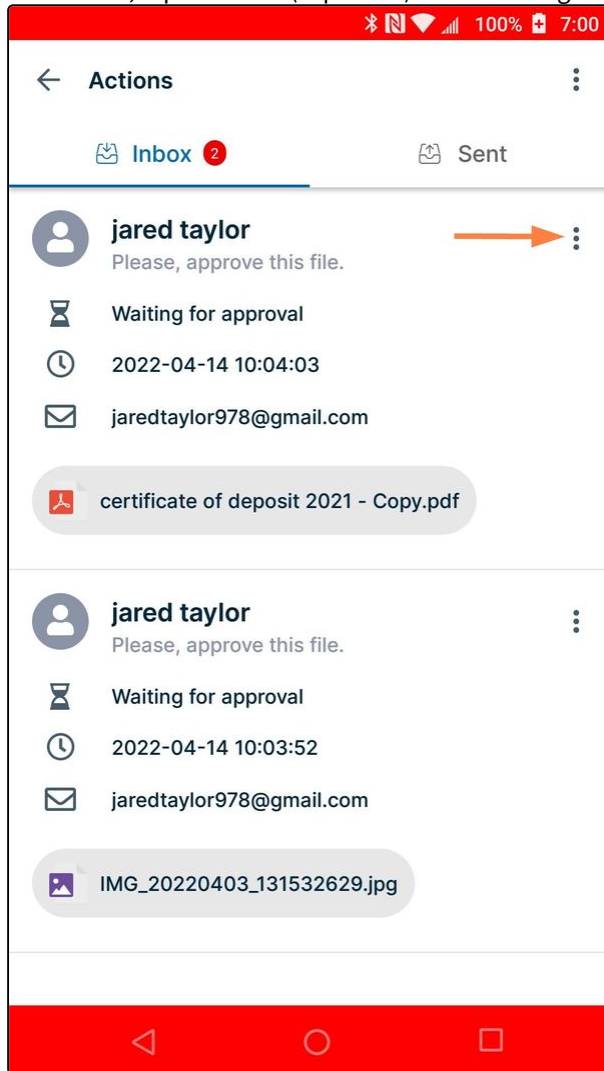 100% 7:00
Actions
Inbox 2
Sent
jared taylor
Please, approve this file.
Waiting for approval
2022-04-14 10:04:03
jaredtaylor978@gmail.com
certificate of deposit 2021 - Copy.pdf
jared taylor
Please, approve this file.
Waiting for approval
2022-04-14 10:03:52
jaredtaylor978@gmail.com
IMG_20220403_131532629.jpg